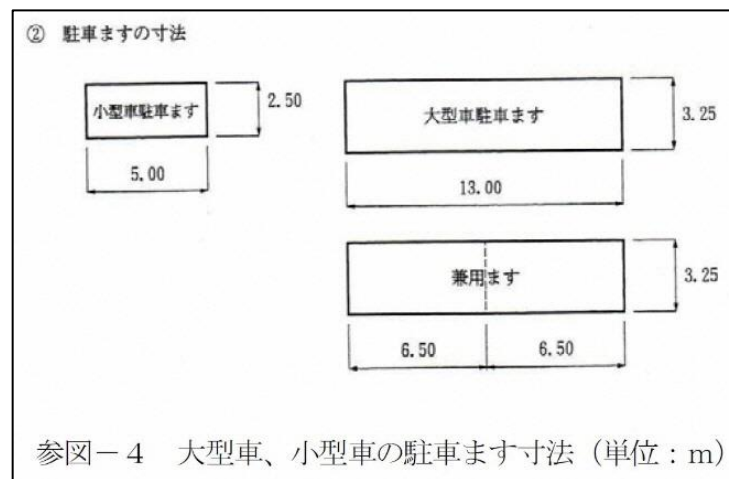 ② 駐車ますの寸法
小型車駐車ます
2.50
5.00
大型車駐車ます
3.25
13.00
兼用ます
3.25
6.50
6.50
参図－４ 大型車、小型車の駐車ます寸法（単位：m）